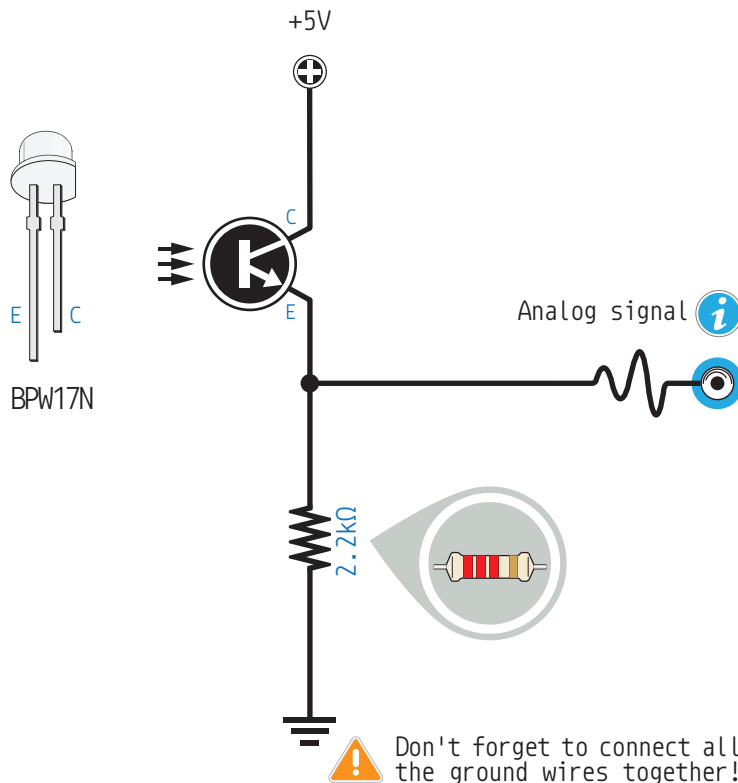 +5V
C
E
E C
BPW17N
Analog signal i
2.2kΩ
! Don't forget to connect all
the ground wires together!